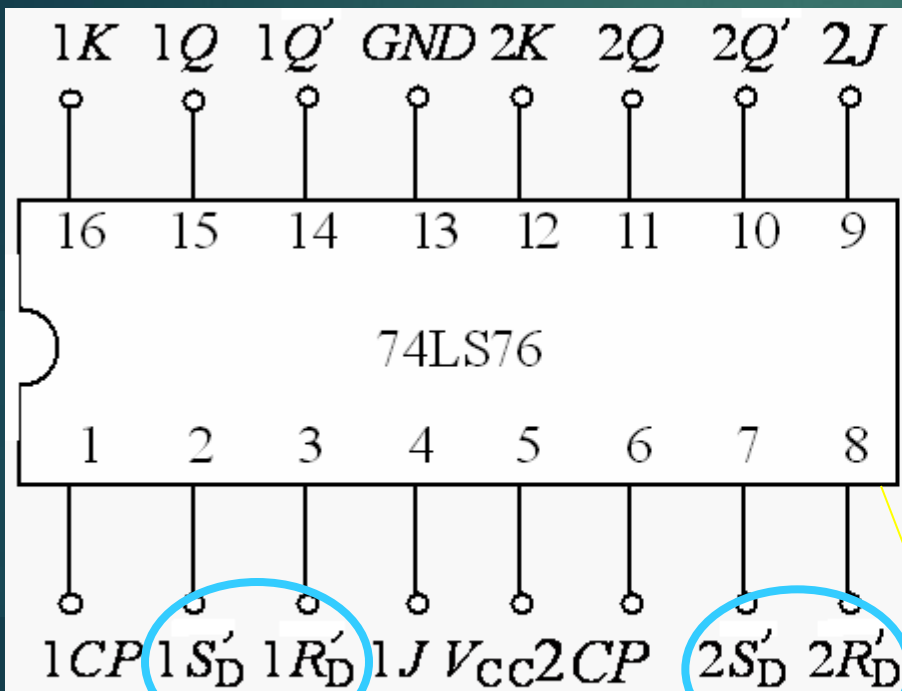 1K 1Q 1Q′ GND 2K 2Q 2Q′ 2J
16 15 14 13 12 11 10 9
74LS76
1 2 3 4 5 6 7 8
1CP 1S′D 1R′D 1J VCC 2CP 2S′D 2R′D